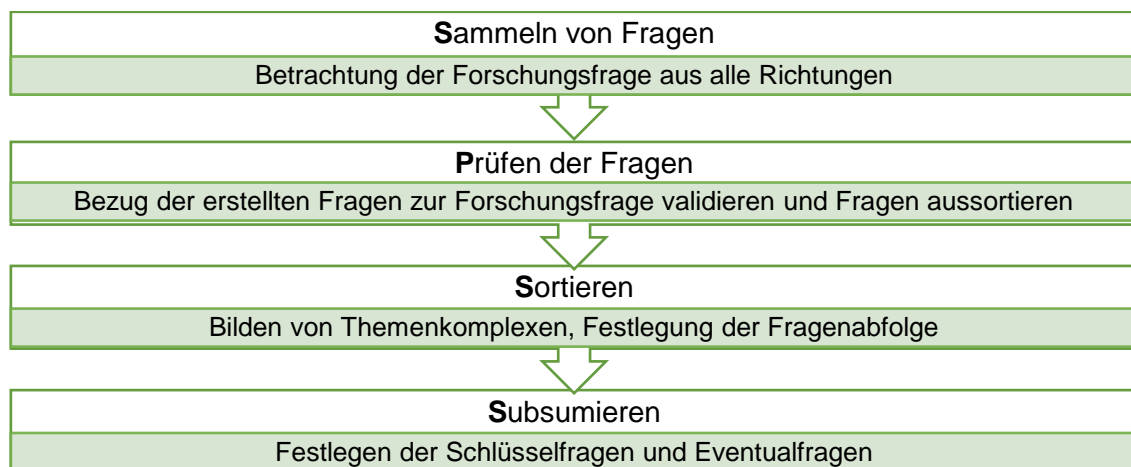 Sammeln von Fragen
Betrachtung der Forschungsfrage aus alle Richtungen
Prüfen der Fragen
Bezug der erstellten Fragen zur Forschungsfrage validieren und Fragen aussortieren
Sortieren
Bilden von Themenkomplexen, Festlegung der Fragenabfolge
Subsumieren
Festlegen der Schlüsselfragen und Eventualfragen